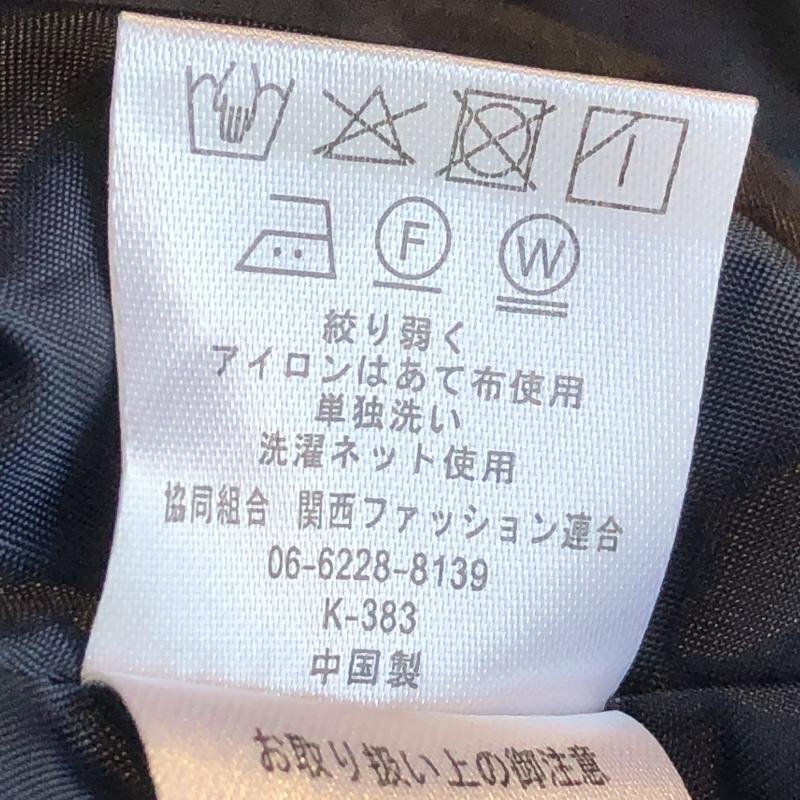 F W
絞り弱く
アイロンはあて布使用
単独洗い
洗濯ネット使用
協同組合 関西ファッション連合
06-6228-8139
K-383
中国製
お取り扱い上の御注意